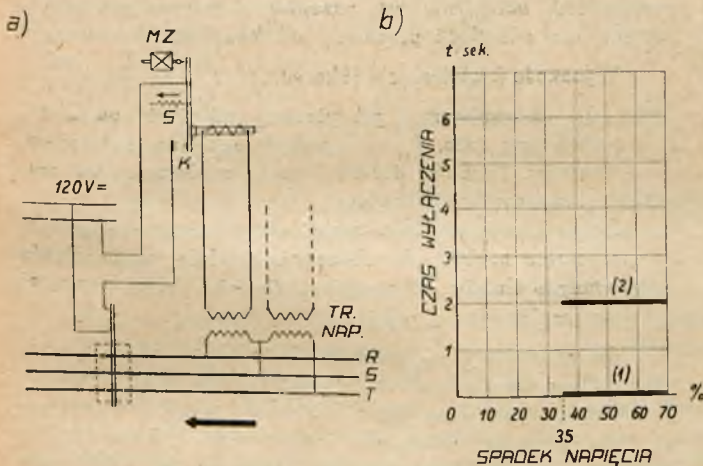 a)
MZ
S
K
120V=
TR.
NAP.
R
S
T
b)
t sek.
CZAS WYŁĄCZENIA
6
5
4
3
2
1
(2)
(1)
0 10 20 30 40 50 60 70 %
35
SPADEK NAPIĘCIA